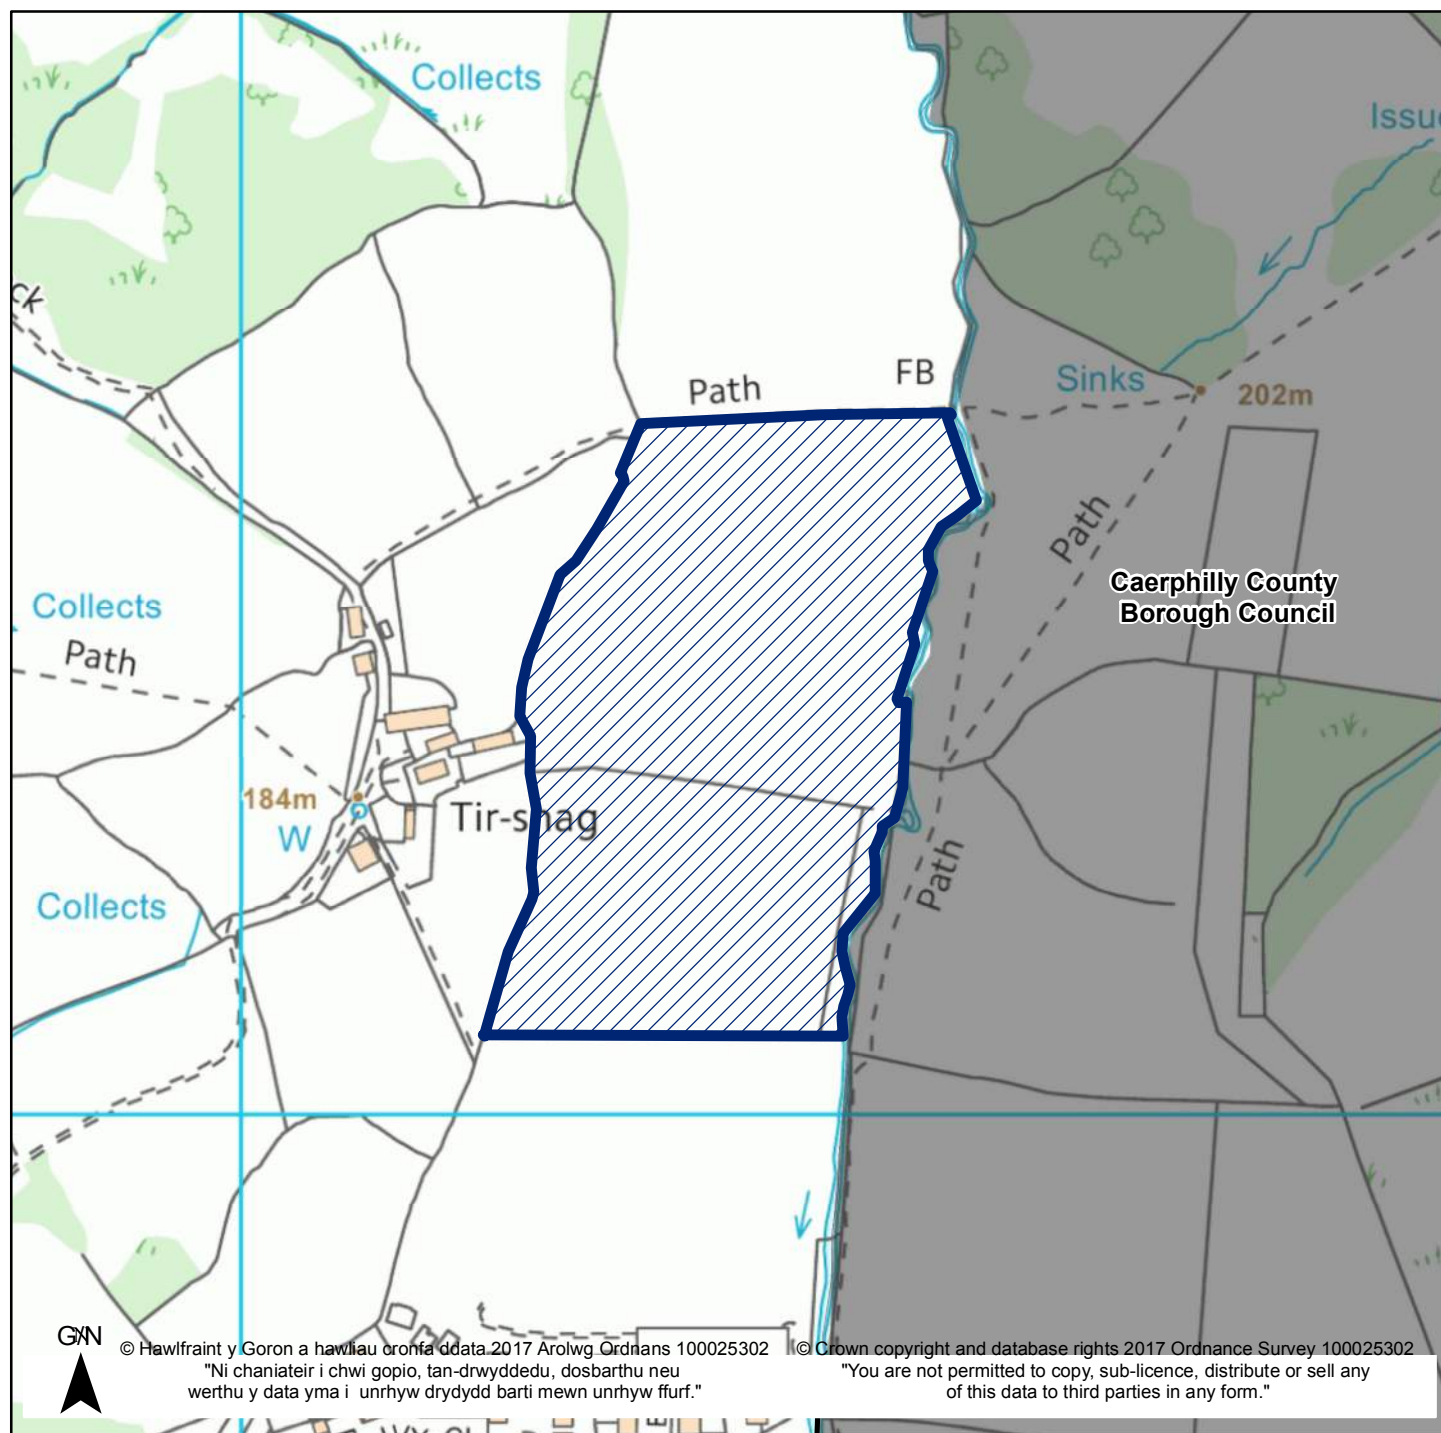 Collects
Issue
ck
Path
FB
Sinks
202m
Path
Caerphilly County
Borough Council
Collects
Path
184m
W
Tir-snag
Path
Collects
© Hawlfraint y Goron a hawliau cronfa ddata 2017 Arolwg Ordnans 100025302
"Ni chaniateir i chwi gopio, tan-drwyddedu, dosbarthu neu
werthu y data yma i unrhyw drydydd barti mewn unrhyw ffurf."
© Crown copyright and database rights 2017 Ordnance Survey 100025302
"You are not permitted to copy, sub-licence, distribute or sell any
of this data to third parties in any form."